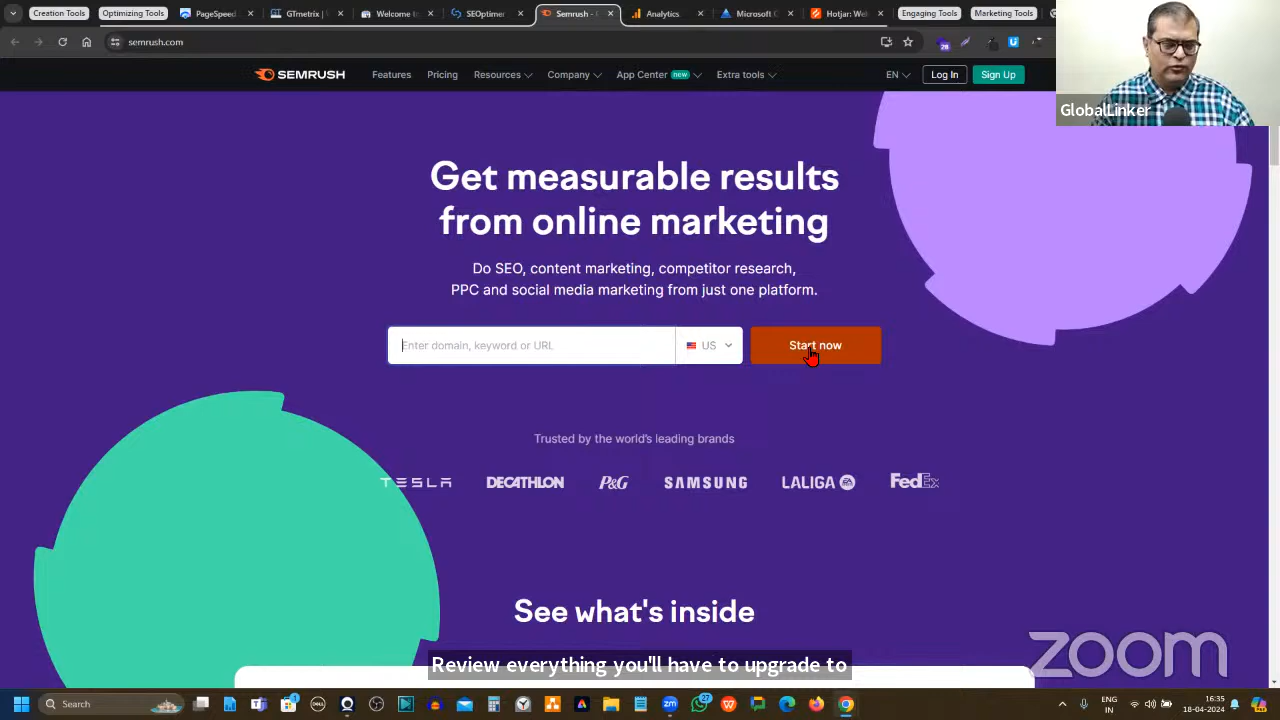 Creation Tools
PageSpeed
GTmetrix
Welcome to
SEOptimer
Semrush -
Analytics
Microsoft C
Hotjar: We
Engaging Tools
Marketing Tools
semrush.com
SEMRUSH
Features
Pricing
Resources
Company
App Center new
Extra tools
EN
Log In
Sign Up
GlobalLinker
Get measurable results
from online marketing
Do SEO, content marketing, competitor research,
PPC and social media marketing from just one platform.
Enter domain, keyword or URL
US
Start now
Trusted by the world's leading brands
TESLA
DECATHLON
P&G
SAMSUNG
LALIGA
FedEx
See what's inside
Review everything you'll have to upgrade to
zoom
Search
27
ENG
IN
16:35
18-04-2024